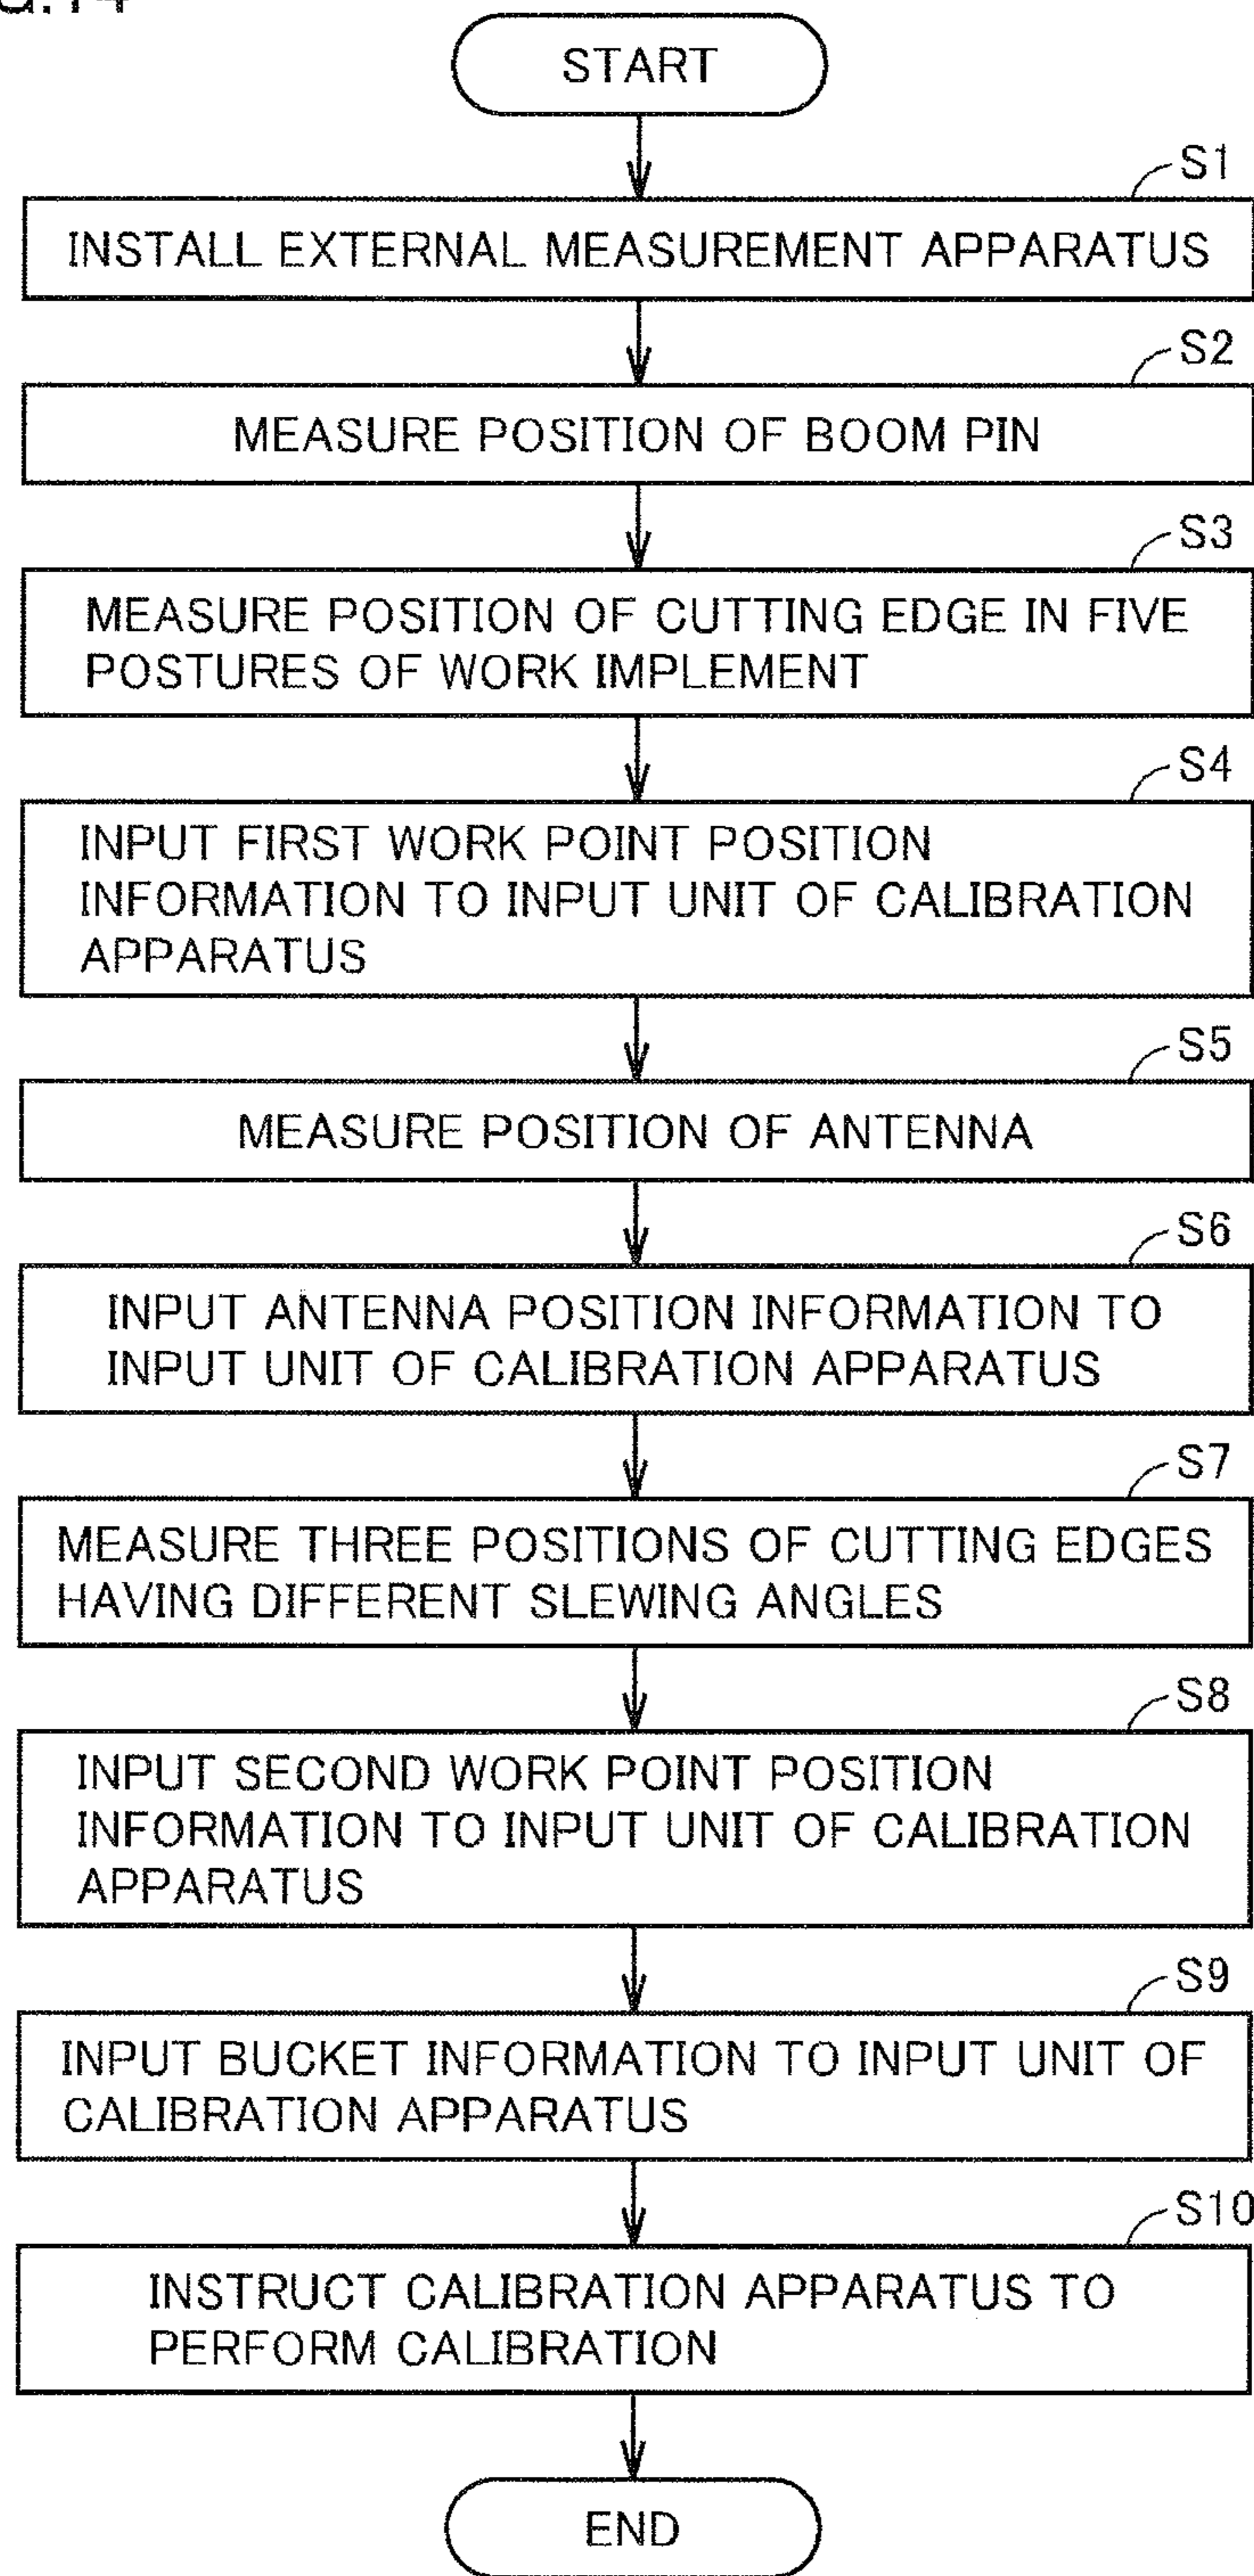 START
S1
INSTALL EXTERNAL MEASUREMENT APPARATUS
S2
MEASURE POSITION OF BOOM PIN
S3
MEASURE POSITION OF CUTTING EDGE IN FIVE
POSTURES OF WORK IMPLEMENT
S4
INPUT FIRST WORK POINT POSITION
INFORMATION TO INPUT UNIT OF CALIBRATION
APPARATUS
S5
MEASURE POSITION OF ANTENNA
S6
INPUT ANTENNA POSITION INFORMATION TO
INPUT UNIT OF CALIBRATION APPARATUS
S7
MEASURE THREE POSITIONS OF CUTTING EDGES
HAVING DIFFERENT SLEWING ANGLES
S8
INPUT SECOND WORK POINT POSITION
INFORMATION TO INPUT UNIT OF CALIBRATION
APPARATUS
S9
INPUT BUCKET INFORMATION TO INPUT UNIT OF
CALIBRATION APPARATUS
S10
INSTRUCT CALIBRATION APPARATUS TO
PERFORM CALIBRATION
END